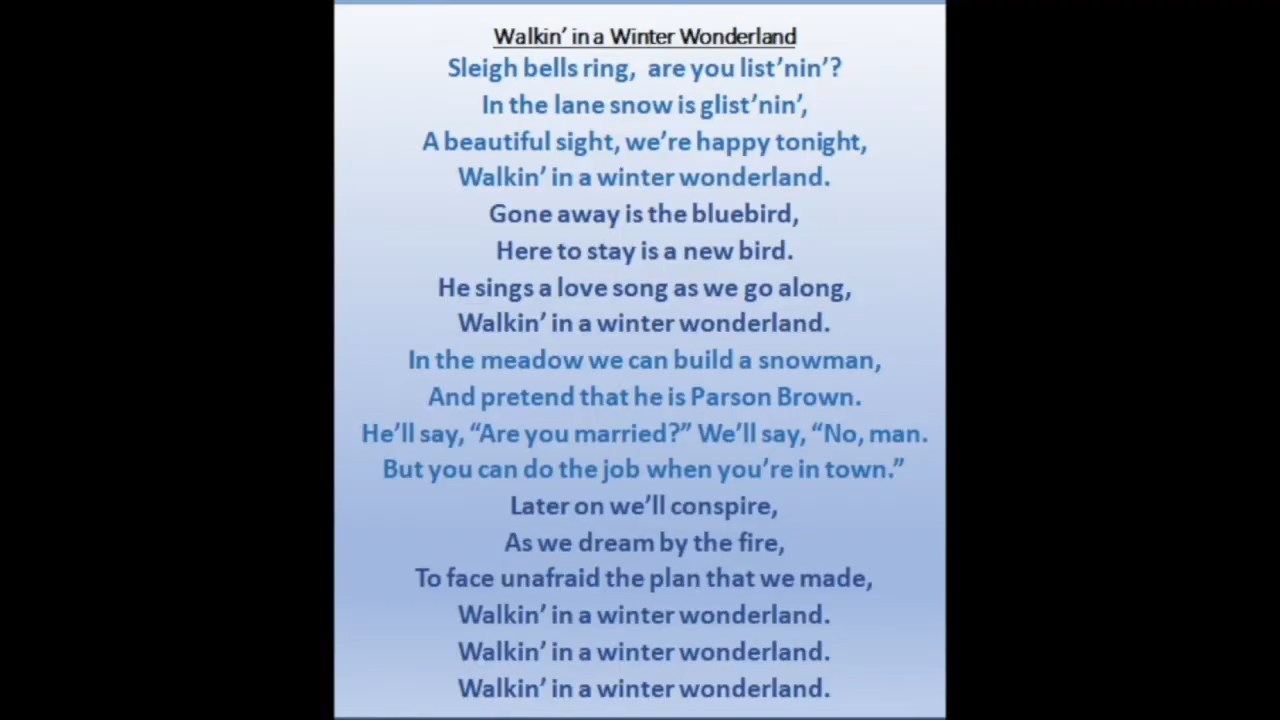 Walkin’ in a Winter Wonderland
Sleigh bells ring,  are you list’nin’?
In the lane snow is glist’nin’,
A beautiful sight, we’re happy tonight,
Walkin’ in a winter wonderland.
Gone away is the bluebird,
Here to stay is a new bird.
He sings a love song as we go along,
Walkin’ in a winter wonderland.
In the meadow we can build a snowman,
And pretend that he is Parson Brown.
He’ll say, “Are you married?” We’ll say, “No, man.
But you can do the job when you’re in town.”
Later on we’ll conspire,
As we dream by the fire,
To face unafraid the plan that we made,
Walkin’ in a winter wonderland.
Walkin’ in a winter wonderland.
Walkin’ in a winter wonderland.